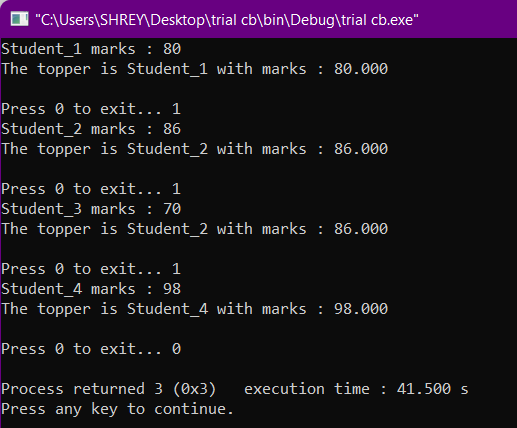 "C:\Users\SHREY\Desktop\trial cb\bin\Debug\trial cb.exe"
Student_1 marks : 80
The topper is Student_1 with marks : 80.000
Press 0 to exit... 1
Student_2 marks : 86
The topper is Student_2 with marks : 86.000
Press 0 to exit... 1
Student_3 marks : 70
The topper is Student_2 with marks : 86.000
Press 0 to exit... 1
Student_4 marks : 98
The topper is Student_4 with marks : 98.000
Press 0 to exit... 0
Process returned 3 (0x3)   execution time : 41.500 s
Press any key to continue.